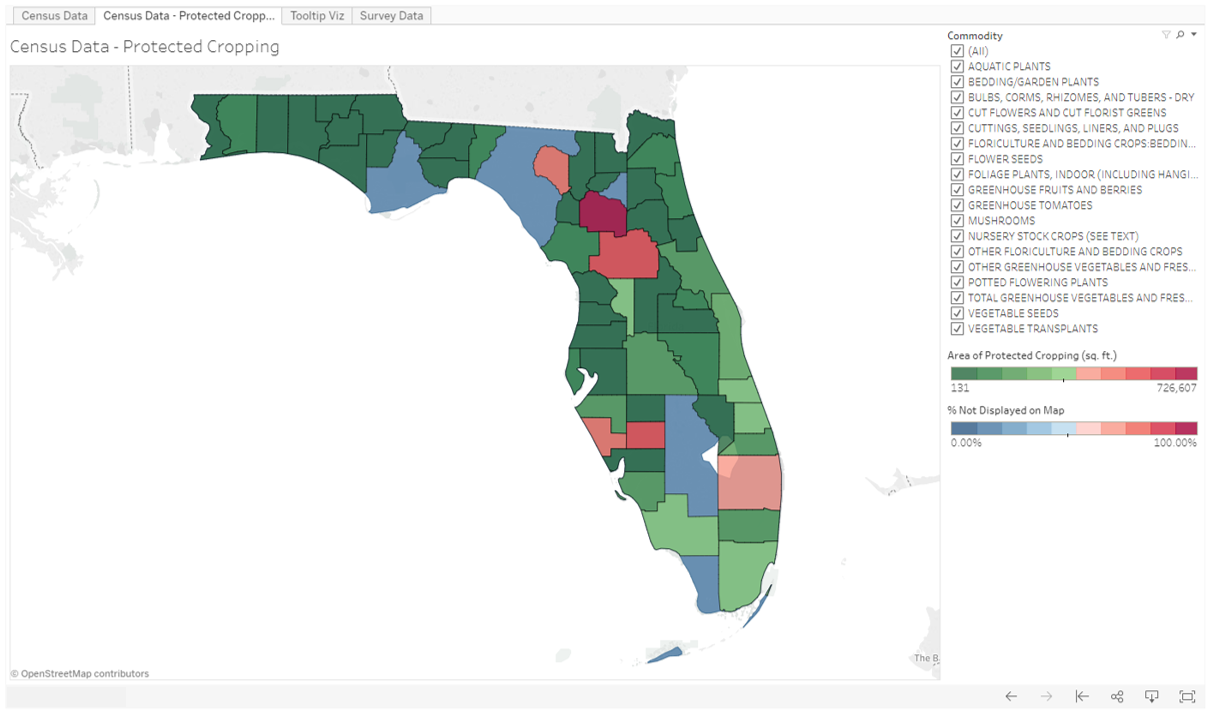 Census Data
Census Data - Protected Cropp...
Tooltip Viz
Survey Data
Census Data - Protected Cropping
Commodity
(All)
AQUATIC PLANTS
BEDDING/GARDEN PLANTS
BULBS, CORMS, RHIZOMES, AND TUBERS - DRY
CUT FLOWERS AND CUT FLORIST GREENS
CUTTINGS, SEEDLINGS, LINERS, AND PLUGS
FLORICULTURE AND BEDDING CROPS:BEDDIN...
FLOWER SEEDS
FOLIAGE PLANTS, INDOOR (INCLUDING HANGI...
GREENHOUSE FRUITS AND BERRIES
GREENHOUSE TOMATOES
MUSHROOMS
NURSERY STOCK CROPS (SEE TEXT)
OTHER FLORICULTURE AND BEDDING CROPS
OTHER GREENHOUSE VEGETABLES AND FRES...
POTTED FLOWERING PLANTS
TOTAL GREENHOUSE VEGETABLES AND FRES...
VEGETABLE SEEDS
VEGETABLE TRANSPLANTS
Area of Protected Cropping (sq. ft.)
131 726,607
% Not Displayed on Map
0.00% 100.00%
The B
© OpenStreetMap contributors